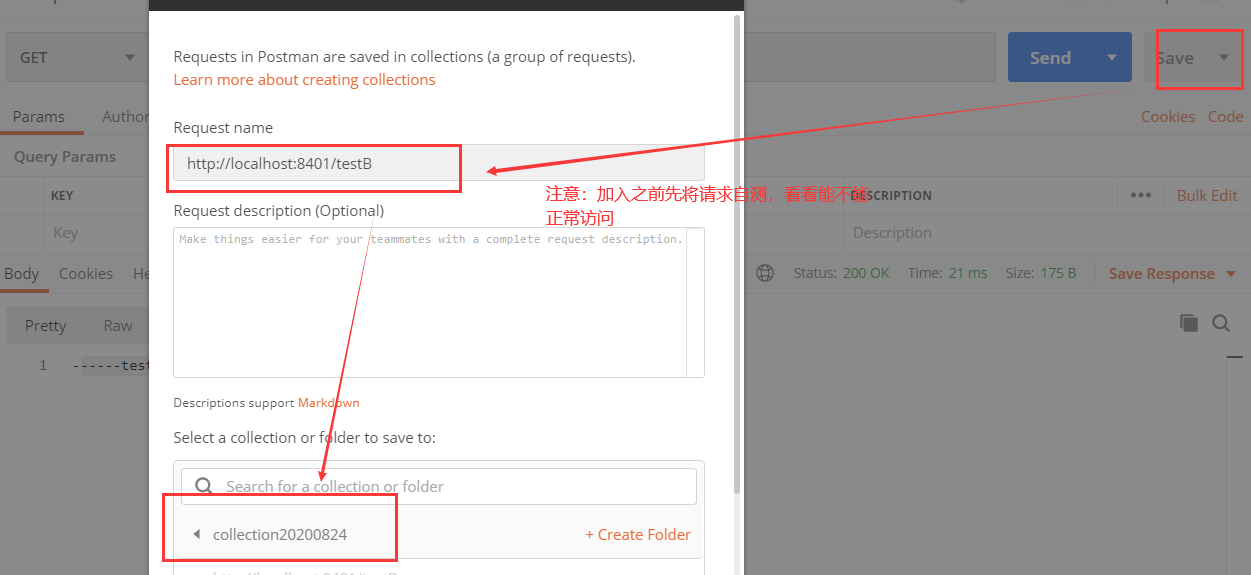 Requests in Postman are saved in collections (a group of requests).
GET
Send
Save
Learn more about creating collections
Params
Author
Cookies
Code
Request name
Query Params
http://localhost:8401/testB
注意：加入之前先将请求自测，看看能不能
正常访问
KEY
DESCRIPTION
Bulk Edit
Request description (Optional)
Key
Make things easier for your teammates with a complete request description.
Description
Body
Cookies
He
Status: 200 OK
Time: 21 ms
Size: 175 B
Save Response
Pretty
Raw
1
------test
Descriptions support Markdown
Select a collection or folder to save to:
Search for a collection or folder
collection20200824
+ Create Folder